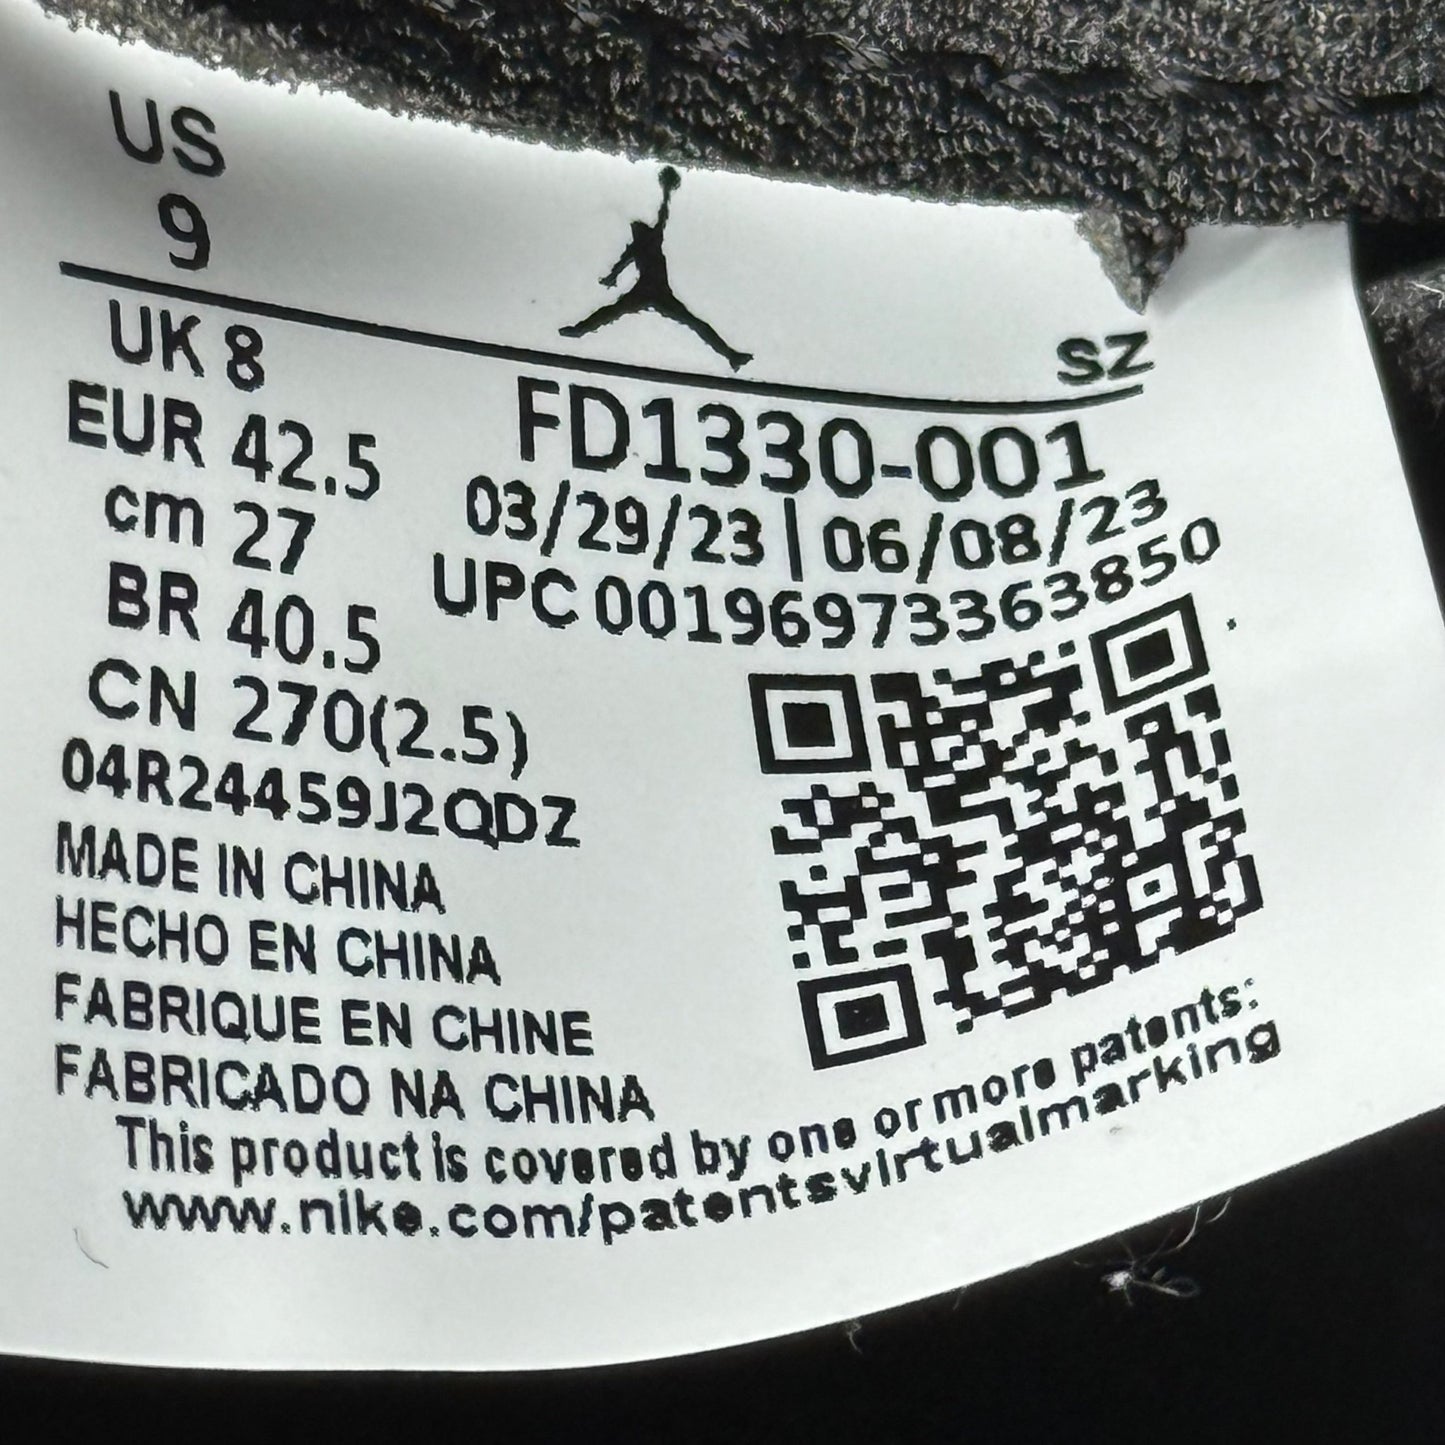 US
9
SZ
UK 8
EUR 42.5
cm 27
BR 40.5
CN 270(2.5)
FD1330-001
03/29/23|06/08/23
UPC 00196973363850
04R24459J2QDZ
MADE IN CHINA
HECHO EN CHINA
FABRIQUE EN CHINE
FABRICADO NA CHINA
This product is covered by one or more patents:
www.nike.com/patentsvirtualmarking